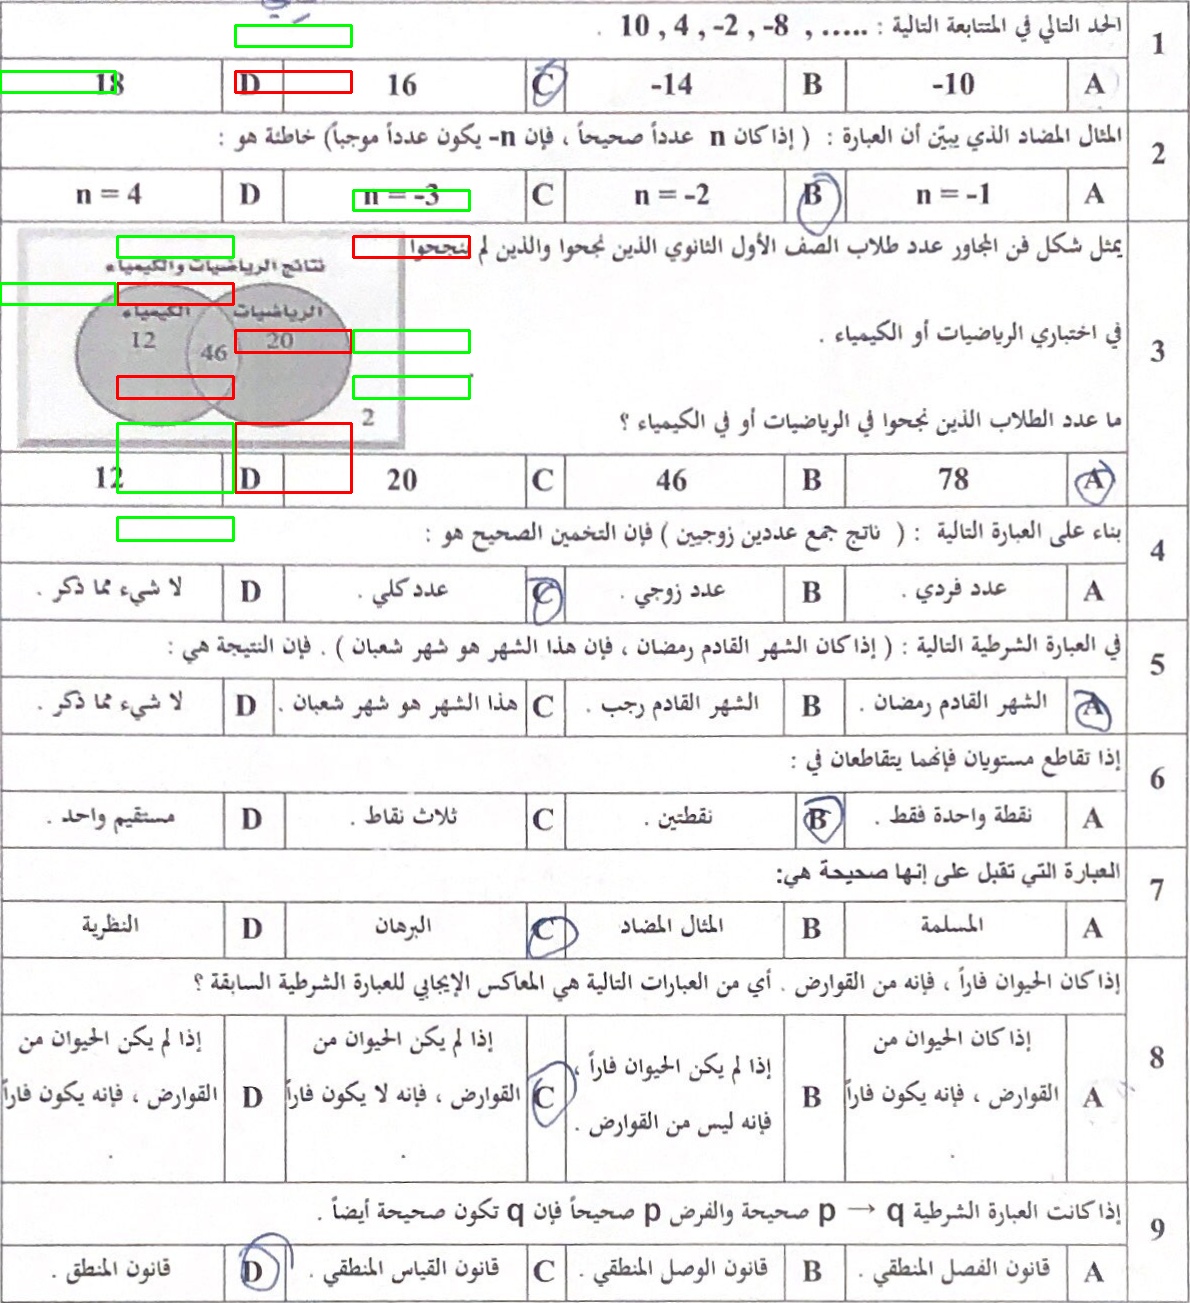 1
الحد التالي في المتتابعة التالية : 10 , 4 , -2 , -8 , ..... .
A -10 B -14 C 16 D 18
2
المثال المضاد الذي يبيّن أن العبارة : ( إذا كان n عدداً صحيحاً ، فإن n- يكون عدداً موجباً) خاطئة هو :
A n = -1 B n = -2 C n = -3 D n = 4
3
يمثل شكل فن المجاور عدد طلاب الصف الأول الثانوي الذين نجحوا والذين لم ينجحوا
في اختباري الرياضيات أو الكيمياء .
ما عدد الطلاب الذين نجحوا في الرياضيات أو في الكيمياء ؟
نتائج الرياضيات والكيمياء
الرياضيات الكيمياء
20 46 12
2
A 78 B 46 C 20 D 12
4
بناء على العبارة التالية : ( ناتج جمع عددين زوجيين ) فإن التخمين الصحيح هو :
A عدد فردي . B عدد زوجي . C عدد كلي . D لا شيء مما ذكر .
5
في العبارة الشرطية التالية : ( إذا كان الشهر القادم رمضان ، فإن هذا الشهر هو شهر شعبان ) . فإن النتيجة هي :
A الشهر القادم رمضان . B الشهر القادم رجب . C هذا الشهر هو شهر شعبان . D لا شيء مما ذكر .
6
إذا تقاطع مستويان فإنهما يتقاطعان في :
A نقطة واحدة فقط . B نقطتين . C ثلاث نقاط . D مستقيم واحد .
7
العبارة التي تقبل على إنها صحيحة هي:
A المسلمة B المثال المضاد C البرهان D النظرية
8
إذا كان الحيوان فاراً ، فإنه من القوارض . أي من العبارات التالية هي المعاكس الإيجابي للعبارة الشرطية السابقة ؟
A إذا كان الحيوان من القوارض ، فإنه يكون فاراً .
B إذا لم يكن الحيوان فاراً ، فإنه ليس من القوارض .
C إذا لم يكن الحيوان من القوارض ، فإنه لا يكون فاراً .
D إذا لم يكن الحيوان من القوارض ، فإنه يكون فاراً .
9
إذا كانت العبارة الشرطية p → q صحيحة والفرض p صحيحاً فإن q تكون صحيحة أيضاً .
A قانون الفصل المنطقي . B قانون الوصل المنطقي . C قانون القياس المنطقي . D قانون المنطق .